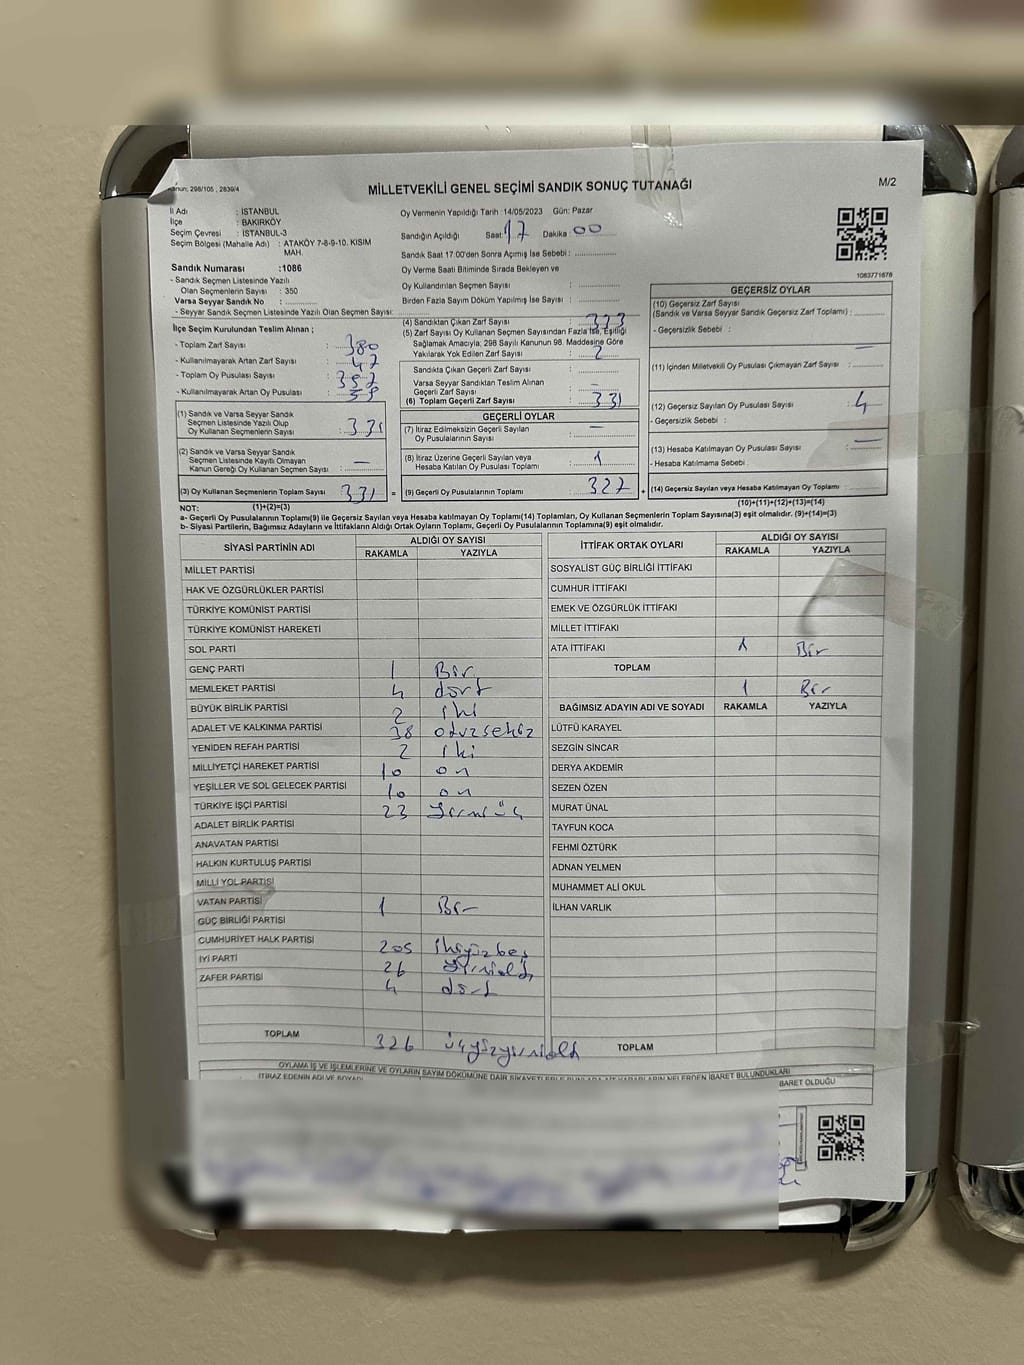 Kanun: 298/105 , 2839/4
MİLLETVEKİLİ GENEL SEÇİMİ SANDIK SONUÇ TUTANAĞI
M/2
İl Adı : İSTANBUL
İlçe : BAKIRKÖY
Seçim Çevresi : İSTANBUL-3
Seçim Bölgesi (Mahalle Adı) : ATAKÖY 7-8-9-10. KISIM
MAH.
Sandık Numarası :1086
- Sandık Seçmen Listesinde Yazılı
Olan Seçmenlerin Sayısı : 350
Varsa Seyyar Sandık No :
- Seyyar Sandık Seçmen Listesinde Yazılı Olan Seçmen Sayısı:
Oy Vermenin Yapıldığı Tarih :14/05/2023 Gün: Pazar
Sandığın Açıldığı Saat: 17 Dakika: 00
Sandık Saat 17.00'den Sonra Açılmış İse Sebebi :
Oy Verme Saati Bitiminde Sırada Bekleyen ve
Oy Kullandırılan Seçmen Sayısı :
Birden Fazla Sayım Döküm Yapılmış İse Sayısı :
1083771676
İlçe Seçim Kurulundan Teslim Alınan ;
- Toplam Zarf Sayısı : 380
- Kullanılmayarak Artan Zarf Sayısı : 47
- Toplam Oy Pusulası Sayısı :
- Kullanılmayarak Artan Oy Pusulası :
(1) Sandık ve Varsa Seyyar Sandık
Seçmen Listesinde Yazılı Olup
Oy Kullanan Seçmenlerin Sayısı : 331
(2) Sandık ve Varsa Seyyar Sandık
Seçmen Listesinde Kayıtlı Olmayan
Kanun Gereği Oy Kullanan Seçmen Sayısı : —
(3) Oy Kullanan Seçmenlerin Toplam Sayısı 331 =
(1)+(2)=(3)
(4) Sandıktan Çıkan Zarf Sayısı : 333
(5) Zarf Sayısı Oy Kullanan Seçmen Sayısından Fazla İse, Eşitliği
Sağlamak Amacıyla; 298 Sayılı Kanunun 98. Maddesine Göre
Yakılarak Yok Edilen Zarf Sayısı : 2
Sandıkta Çıkan Geçerli Zarf Sayısı :
Varsa Seyyar Sandıktan Teslim Alınan
Geçerli Zarf Sayısı : —
(6) Toplam Geçerli Zarf Sayısı : 331
GEÇERLİ OYLAR
(7) İtiraz Edilmeksizin Geçerli Sayılan
Oy Pusulalarının Sayısı : —
(8) İtiraz Üzerine Geçerli Sayılan veya
Hesaba Katılan Oy Pusulası Toplamı : 1
(9) Geçerli Oy Pusulalarının Toplamı : 327 +
GEÇERSİZ OYLAR
(10) Geçersiz Zarf Sayısı
(Sandık ve Varsa Seyyar Sandık Geçersiz Zarf Toplamı) :
- Geçersizlik Sebebi :
(11) İçinden Milletvekili Oy Pusulası Çıkmayan Zarf Sayısı : —
(12) Geçersiz Sayılan Oy Pusulası Sayısı : 4
- Geçersizlik Sebebi :
(13) Hesaba Katılmayan Oy Pusulası Sayısı : —
- Hesaba Katılmama Sebebi :
(14) Geçersiz Sayılan veya Hesaba Katılmayan Oy Toplamı :
(10)+(11)+(12)+(13)=(14)
NOT:
a- Geçerli Oy Pusulalarının Toplamı(9) ile Geçersiz Sayılan veya Hesaba katılmayan Oy Toplamı(14) Toplamları, Oy Kullanan Seçmenlerin Toplam Sayısına(3) eşit olmalıdır. (9)+(14)=(3)
b- Siyasi Partilerin, Bağımsız Adayların ve İttifakların Aldığı Ortak Oyların Toplamı, Geçerli Oy Pusulalarının Toplamına(9) eşit olmalıdır.
SİYASİ PARTİNİN ADI ALDIĞI OY SAYISI
RAKAMLA YAZIYLA
MİLLET PARTİSİ
HAK VE ÖZGÜRLÜKLER PARTİSİ
TÜRKİYE KOMÜNİST PARTİSİ
TÜRKİYE KOMÜNİST HAREKETİ
SOL PARTİ
GENÇ PARTİ 1 Bir
MEMLEKET PARTİSİ 4 dört
BÜYÜK BİRLİK PARTİSİ 2 iki
ADALET VE KALKINMA PARTİSİ 38 otuzsekiz
YENİDEN REFAH PARTİSİ 2 iki
MİLLİYETÇİ HAREKET PARTİSİ 10 on
YEŞİLLER VE SOL GELECEK PARTİSİ 10 on
TÜRKİYE İŞÇİ PARTİSİ 23 Yirmiüç
ADALET BİRLİK PARTİSİ
ANAVATAN PARTİSİ
HALKIN KURTULUŞ PARTİSİ
MİLLİ YOL PARTİSİ
VATAN PARTİSİ 1 Bir
GÜÇ BİRLİĞİ PARTİSİ
CUMHURİYET HALK PARTİSİ 205 ikiyüzbeş
İYİ PARTİ 26 Yirmialtı
ZAFER PARTİSİ 4 dört
TOPLAM 326 üçyüzyirmialtı
İTTİFAK ORTAK OYLARI ALDIĞI OY SAYISI
RAKAMLA YAZIYLA
SOSYALİST GÜÇ BİRLİĞİ İTTİFAKI
CUMHUR İTTİFAKI
EMEK VE ÖZGÜRLÜK İTTİFAKI
MİLLET İTTİFAKI
ATA İTTİFAKI 1 Bir
TOPLAM
1 Bir
BAĞIMSIZ ADAYIN ADI VE SOYADI RAKAMLA YAZIYLA
LÜTFÜ KARAYEL
SEZGİN SİNCAR
DERYA AKDEMİR
SEZEN ÖZEN
MURAT ÜNAL
TAYFUN KOCA
FEHMİ ÖZTÜRK
ADNAN YELMEN
MUHAMMET ALİ OKUL
İLHAN VARLIK
TOPLAM
OYLAMA İŞ VE İŞLEMLERİNE VE OYLARIN SAYIM DÖKÜMÜNE DAİR ŞİKAYETLERLE BUNLARA AİT KARARLARIN NELERDEN İBARET BULUNDUKLARI
İTİRAZ EDENİN ADI VE SOYADI
BARET OLDUĞU